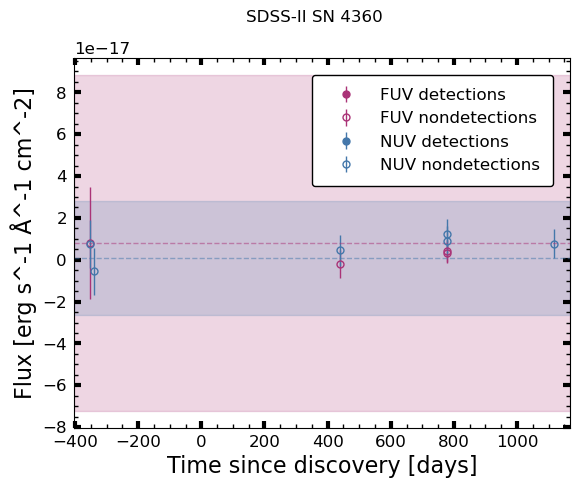 SDSS-II SN 4360
1e−17
8
6
4
2
0
−2
−4
−6
−8
Flux [erg s^-1 Å^-1 cm^-2]
FUV detections
FUV nondetections
NUV detections
NUV nondetections
−400 −200 0 200 400 600 800 1000
Time since discovery [days]